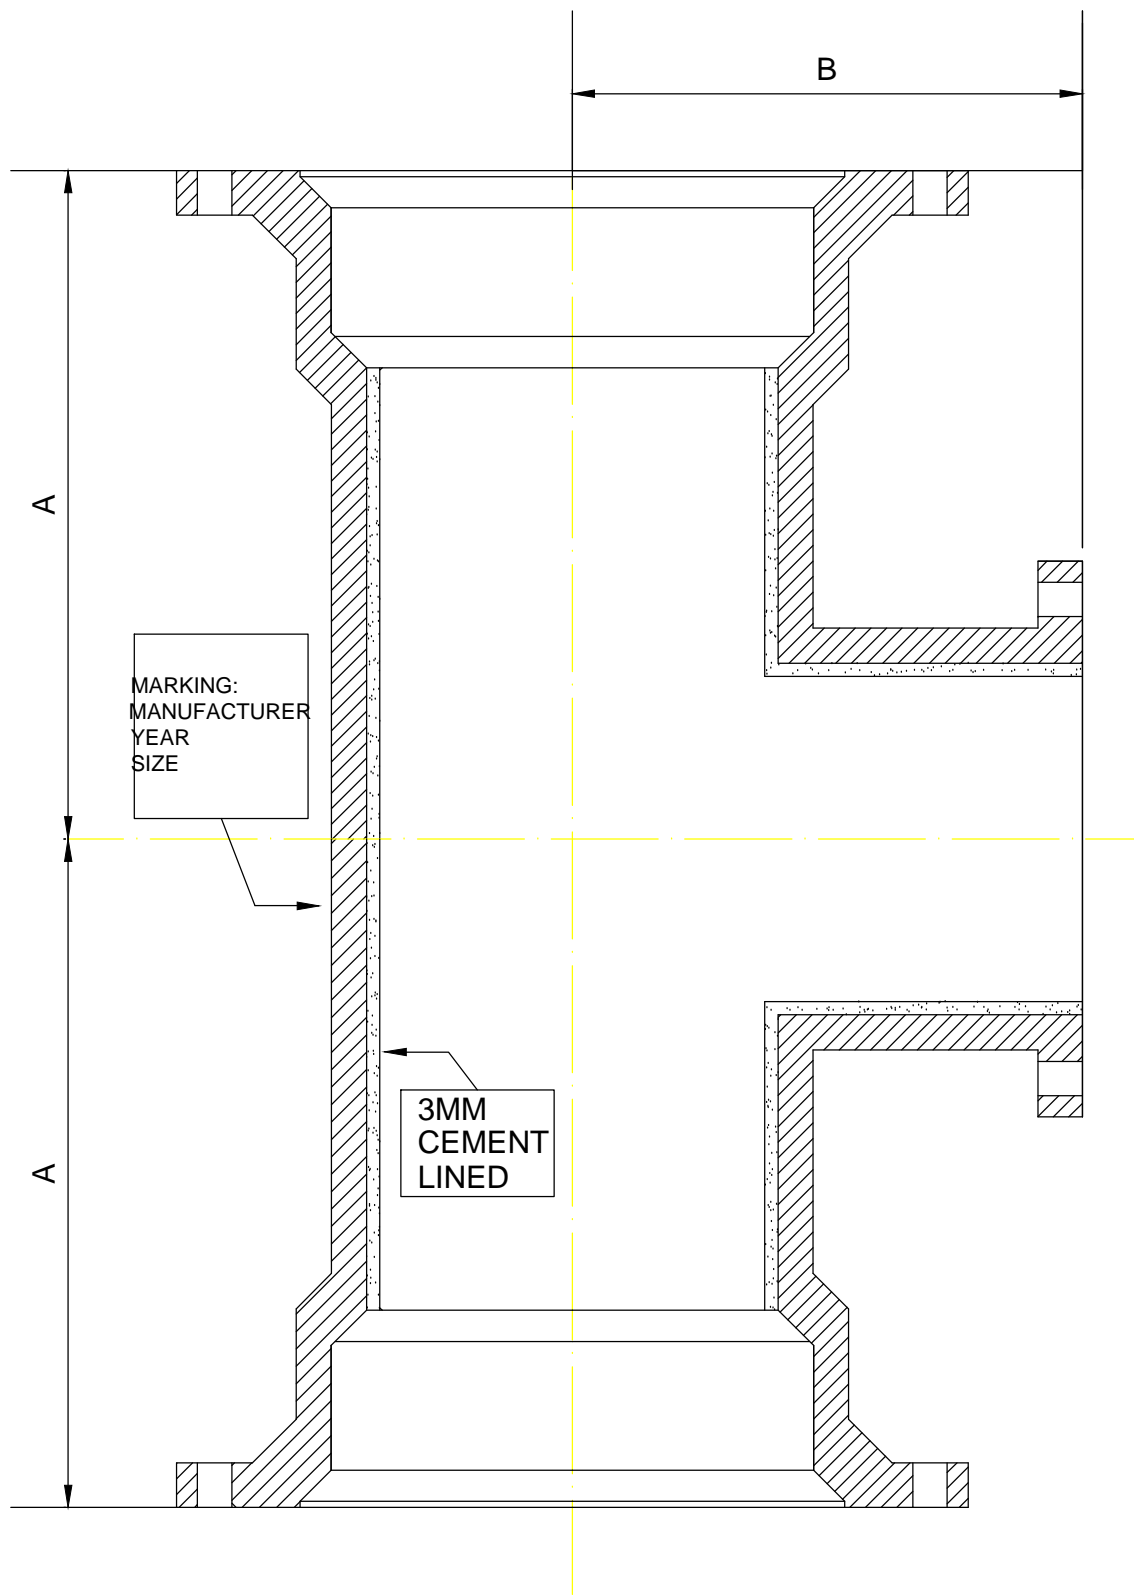 B
A
MARKING:
MANUFACTURER
YEAR
SIZE
3MM
CEMENT
LINED
A